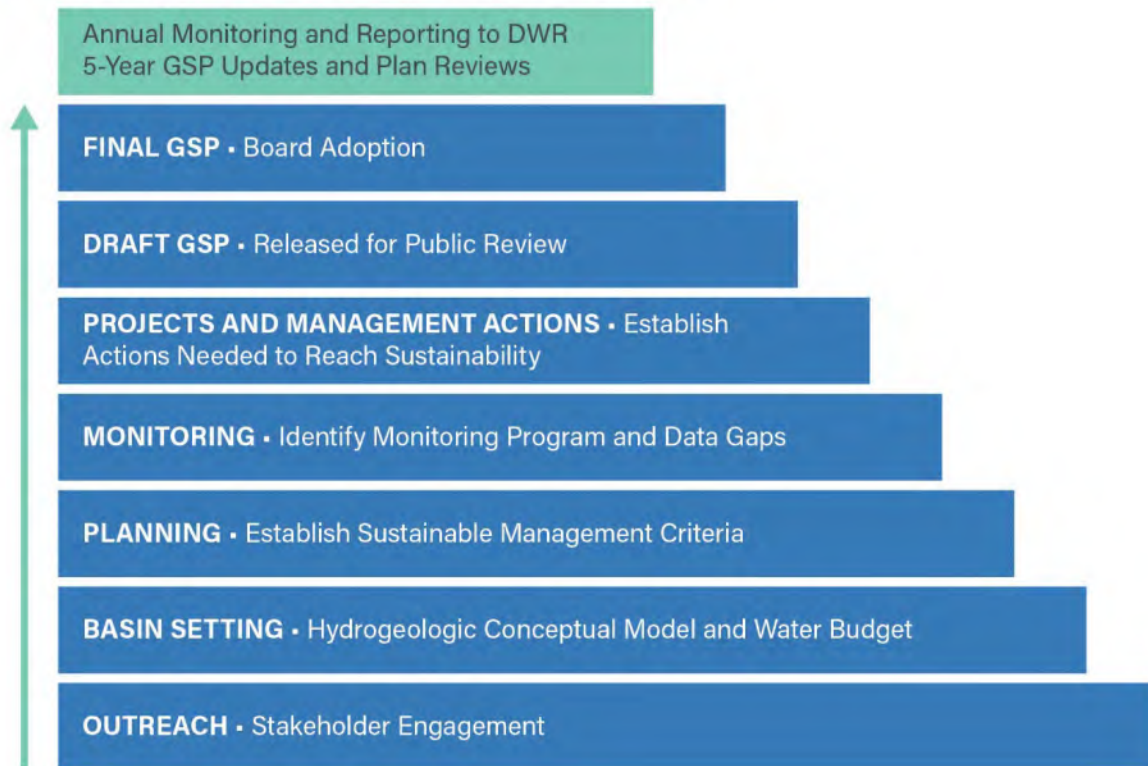 Annual Monitoring and Reporting to DWR
5-Year GSP Updates and Plan Reviews
FINAL GSP • Board Adoption
DRAFT GSP • Released for Public Review
PROJECTS AND MANAGEMENT ACTIONS • Establish
Actions Needed to Reach Sustainability
MONITORING • Identify Monitoring Program and Data Gaps
PLANNING • Establish Sustainable Management Criteria
BASIN SETTING • Hydrogeologic Conceptual Model and Water Budget
OUTREACH • Stakeholder Engagement